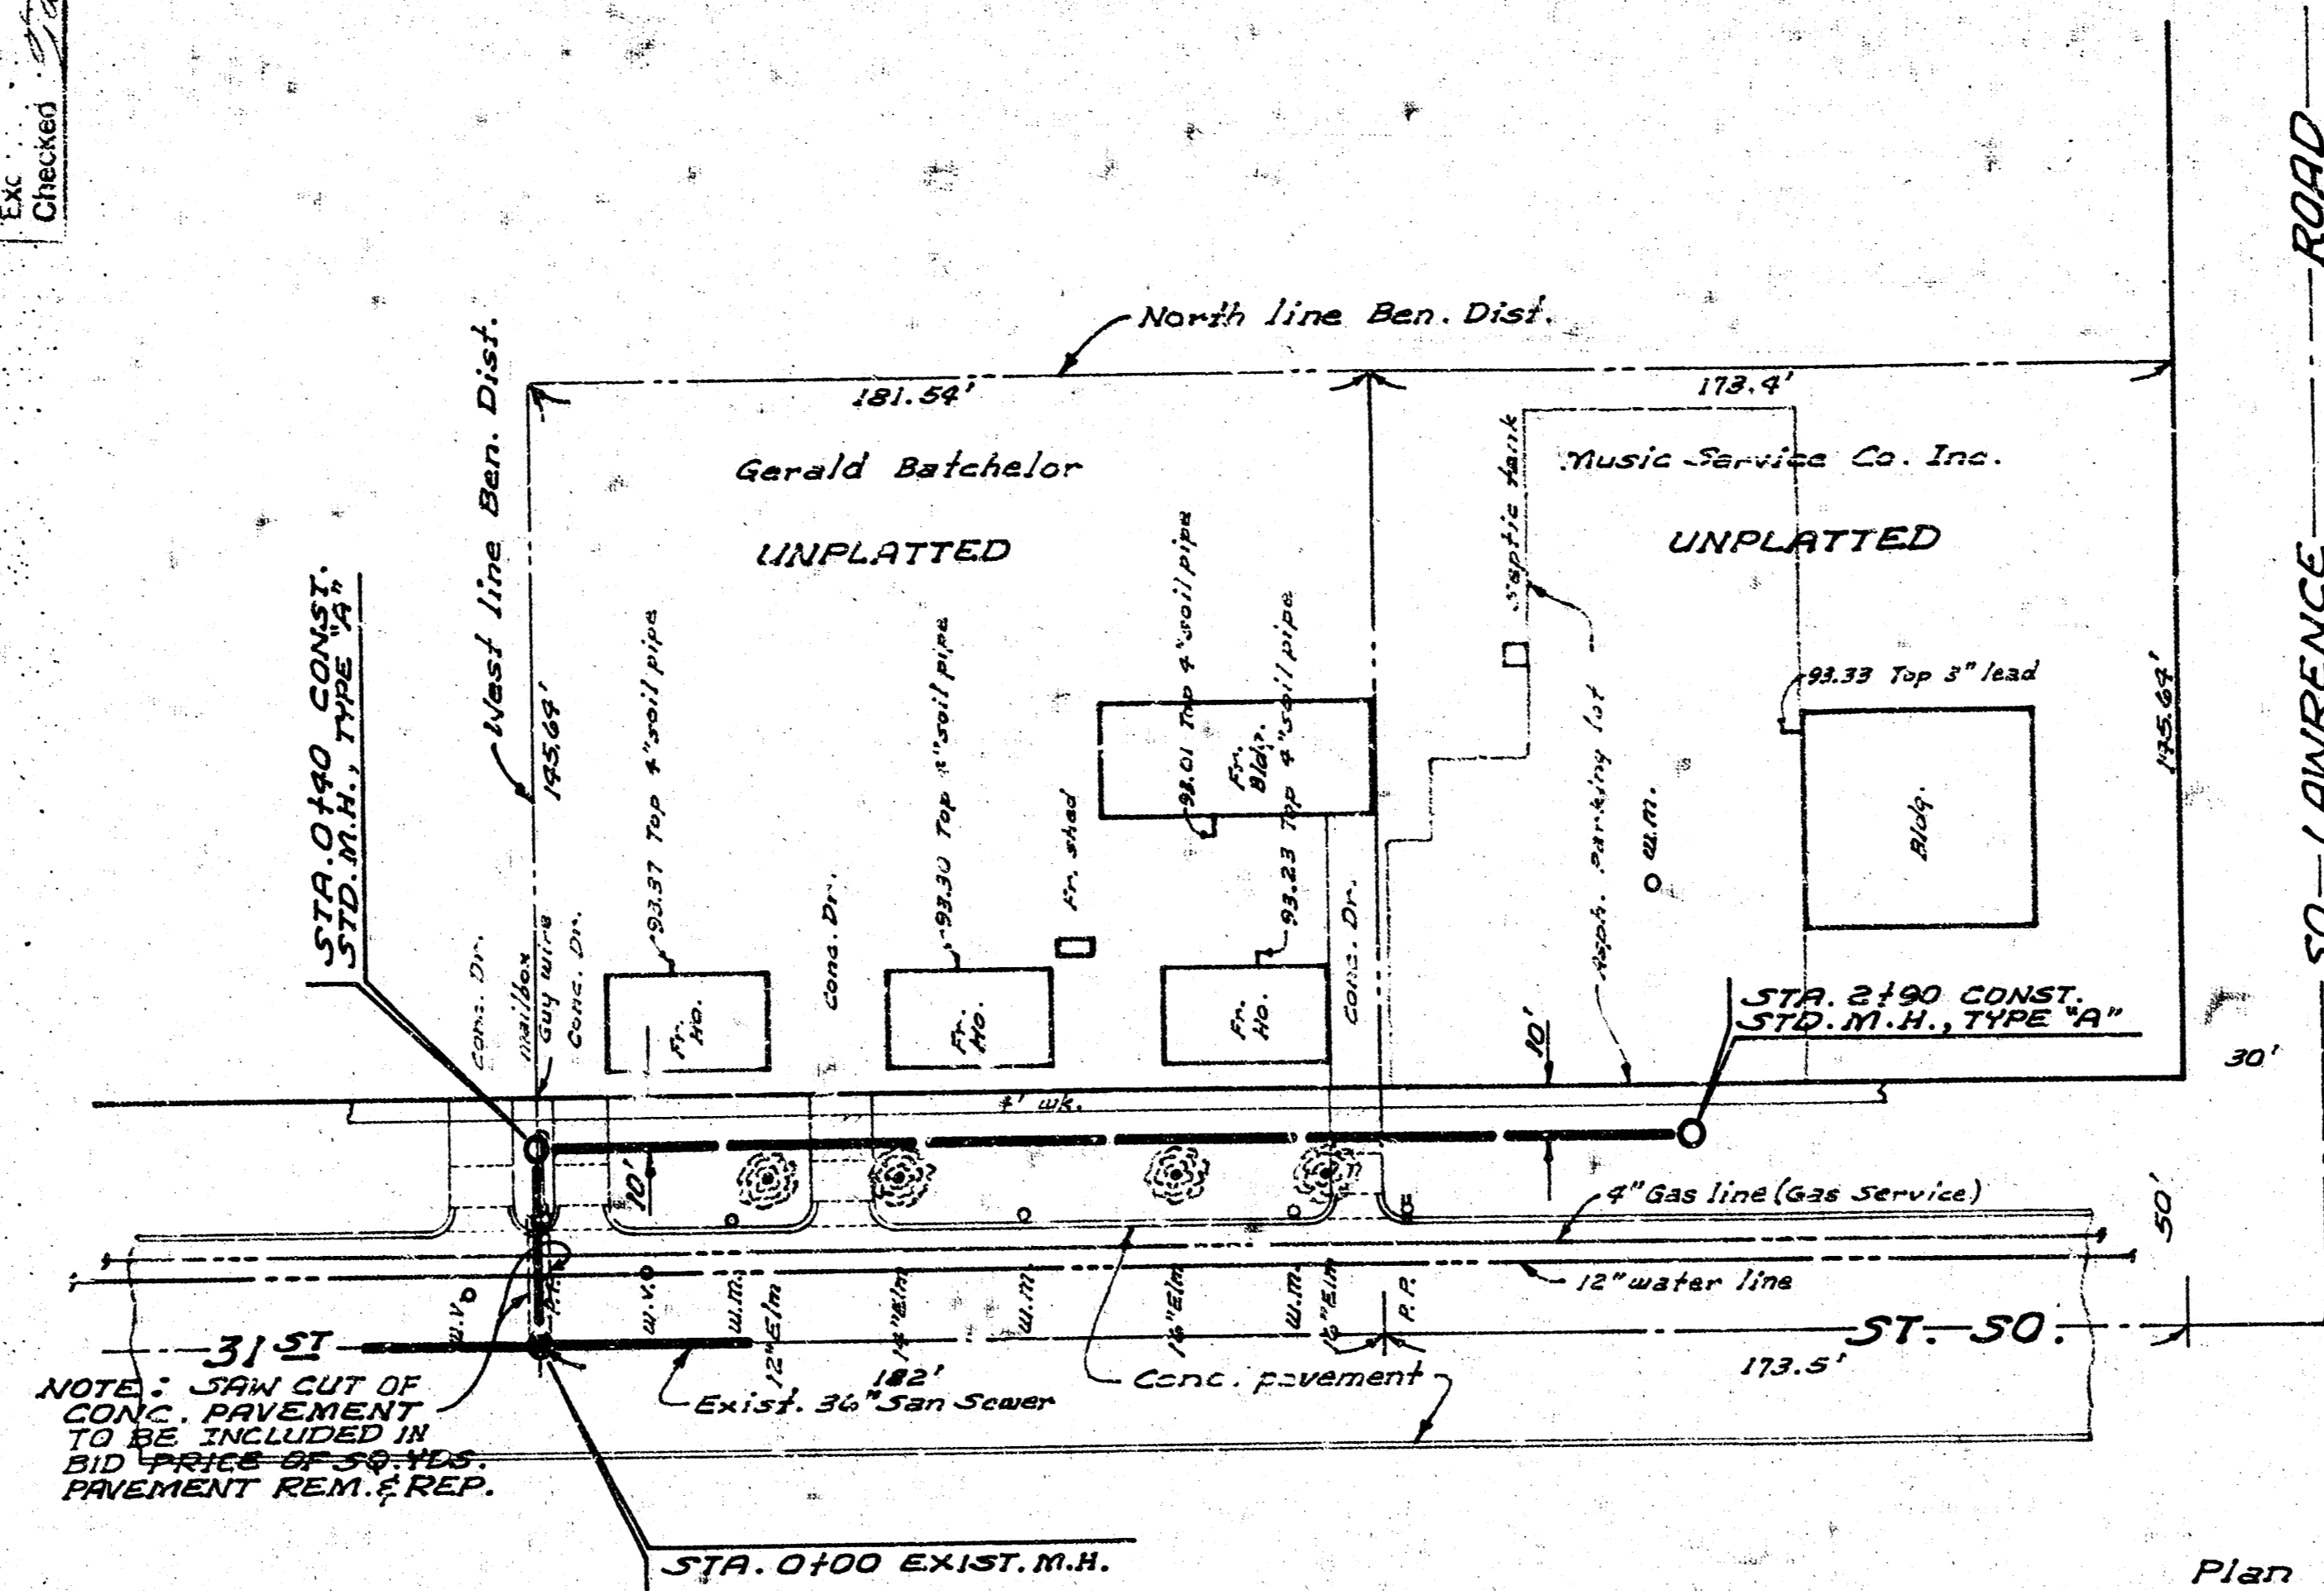 Exc
Checked
ROAD
North line Ben. Dist.
West line Ben. Dist.
181.54'
173.4'
Gerald Batchelor
Music Service Co. Inc.
UNPLATTED
UNPLATTED
septic tank
STA. 0+40 CONST.
STD. M.H., TYPE "A"
145.64'
93.37 Top 4" soil pipe
93.30 Top 4" soil pipe
93.01 Top 4" soil pipe
93.23 Top 4" soil pipe
93.33 Top 3" lead
Fr.
Bldg.
Fr. shed
Asph. Parking lot
W.M.
Bldg.
SO. LAWRENCE
Conc. Dr.
mailbox
Guy wire
Conc. Dr.
Conc. Dr.
Conc. Dr.
Fr.
Ho.
Fr.
Ho.
Fr.
Ho.
10'
STA. 2+90 CONST.
STD. M.H., TYPE "A"
30'
4' wk.
10'
4" Gas line (Gas Service)
50'
12" water line
W.V.
P.P.
W.V.
W.M.
12" Elm
14" Elm
W.M.
16" Elm
W.M.
16" Elm
P.P.
31 ST
ST. SO.
182'
173.5'
Exist. 36" San Sewer
Conc. pavement
NOTE: SAW CUT OF
CONC. PAVEMENT
TO BE INCLUDED IN
BID PRICE OF SQ. YDS.
PAVEMENT REM. & REP.
STA. 0+00 EXIST. M.H.
Plan